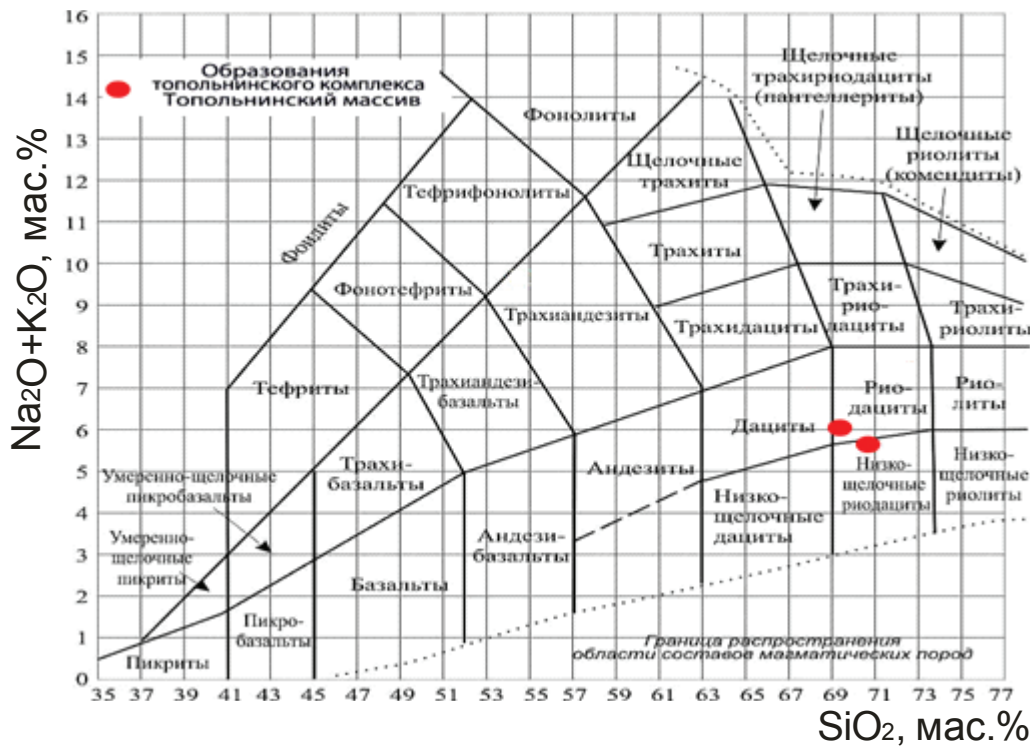 16
15
14
13
12
11
10
9
8
7
6
5
4
3
2
1
0
Na₂O+K₂O, мас.%
Образования
топольнинского комплекса
Топольнинский массив
Щелочные
трахириодациты
(пантеллериты)
Щелочные
риолиты
(комендиты)
Фонолиты
Щелочные
трахиты
Тефрифонолиты
Фоидиты
Трахиты
Фонотефриты
Трахиандезиты
Трахидациты
Трахи-
рио-
дациты
Трахи-
риолиты
Тефриты
Трахиандези-
базальты
Рио-
дациты
Рио-
литы
Дациты
Умеренно-щелочные
пикробазальты
Трахи-
базальты
Андезиты
Низко-
щелочные
риодациты
Низко-
щелочные
риолиты
Умеренно-
щелочные
пикриты
Андези-
базальты
Низко-
щелочные
дациты
Базальты
Пикро-
базальты
Пикриты
Граница распространения
области составов магматических пород
35 37 39 41 43 45 47 49 51 53 55 57 59 61 63 65 67 69 71 73 75 77
SiO₂, мас.%